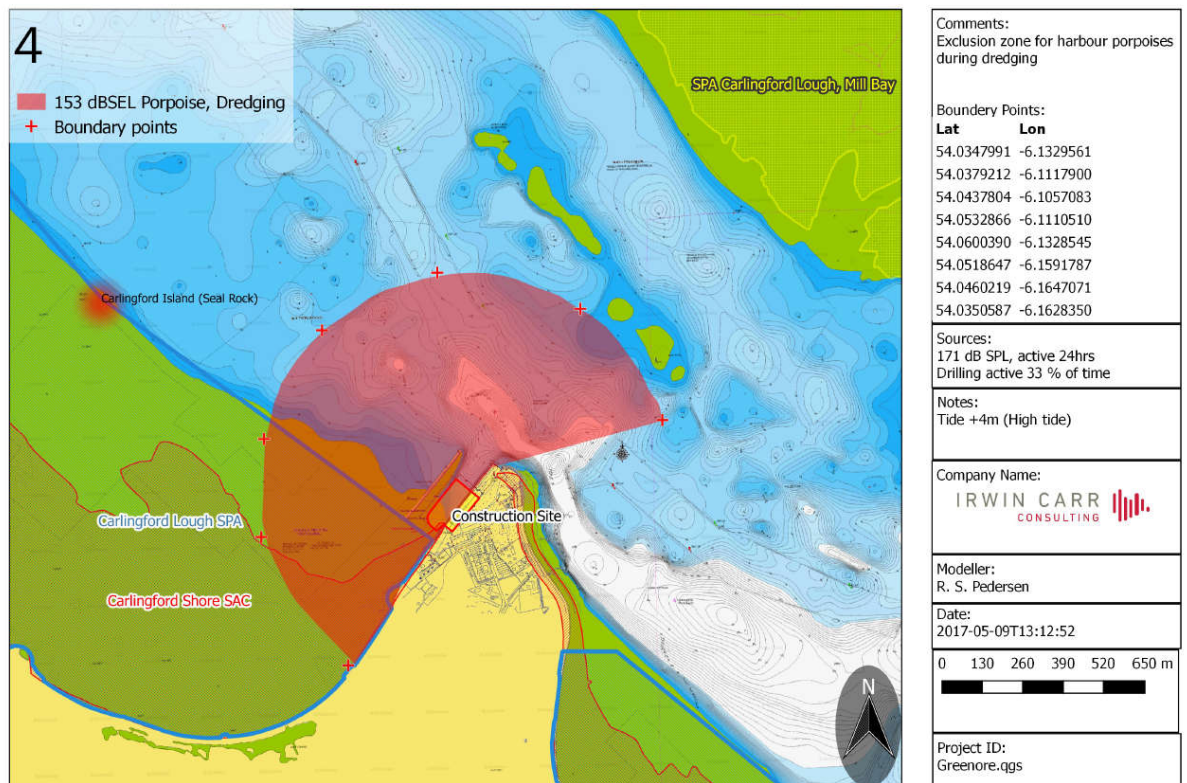 4
153 dBSEL Porpoise, Dredging
Boundary points
SPA Carlingford Lough, Mill Bay
Carlingford Island (Seal Rock)
Construction Site
Carlingford Lough SPA
Carlingford Shore SAC
N
Comments:
Exclusion zone for harbour porpoises
during dredging
Boundery Points:
Lat Lon
54.0347991 -6.1329561
54.0379212 -6.1117900
54.0437804 -6.1057083
54.0532866 -6.1110510
54.0600390 -6.1328545
54.0518647 -6.1591787
54.0460219 -6.1647071
54.0350587 -6.1628350
Sources:
171 dB SPL, active 24hrs
Drilling active 33 % of time
Notes:
Tide +4m (High tide)
Company Name:
IRWIN CARR
CONSULTING
Modeller:
R. S. Pedersen
Date:
2017-05-09T13:12:52
0 130 260 390 520 650 m
Project ID:
Greenore.qgs